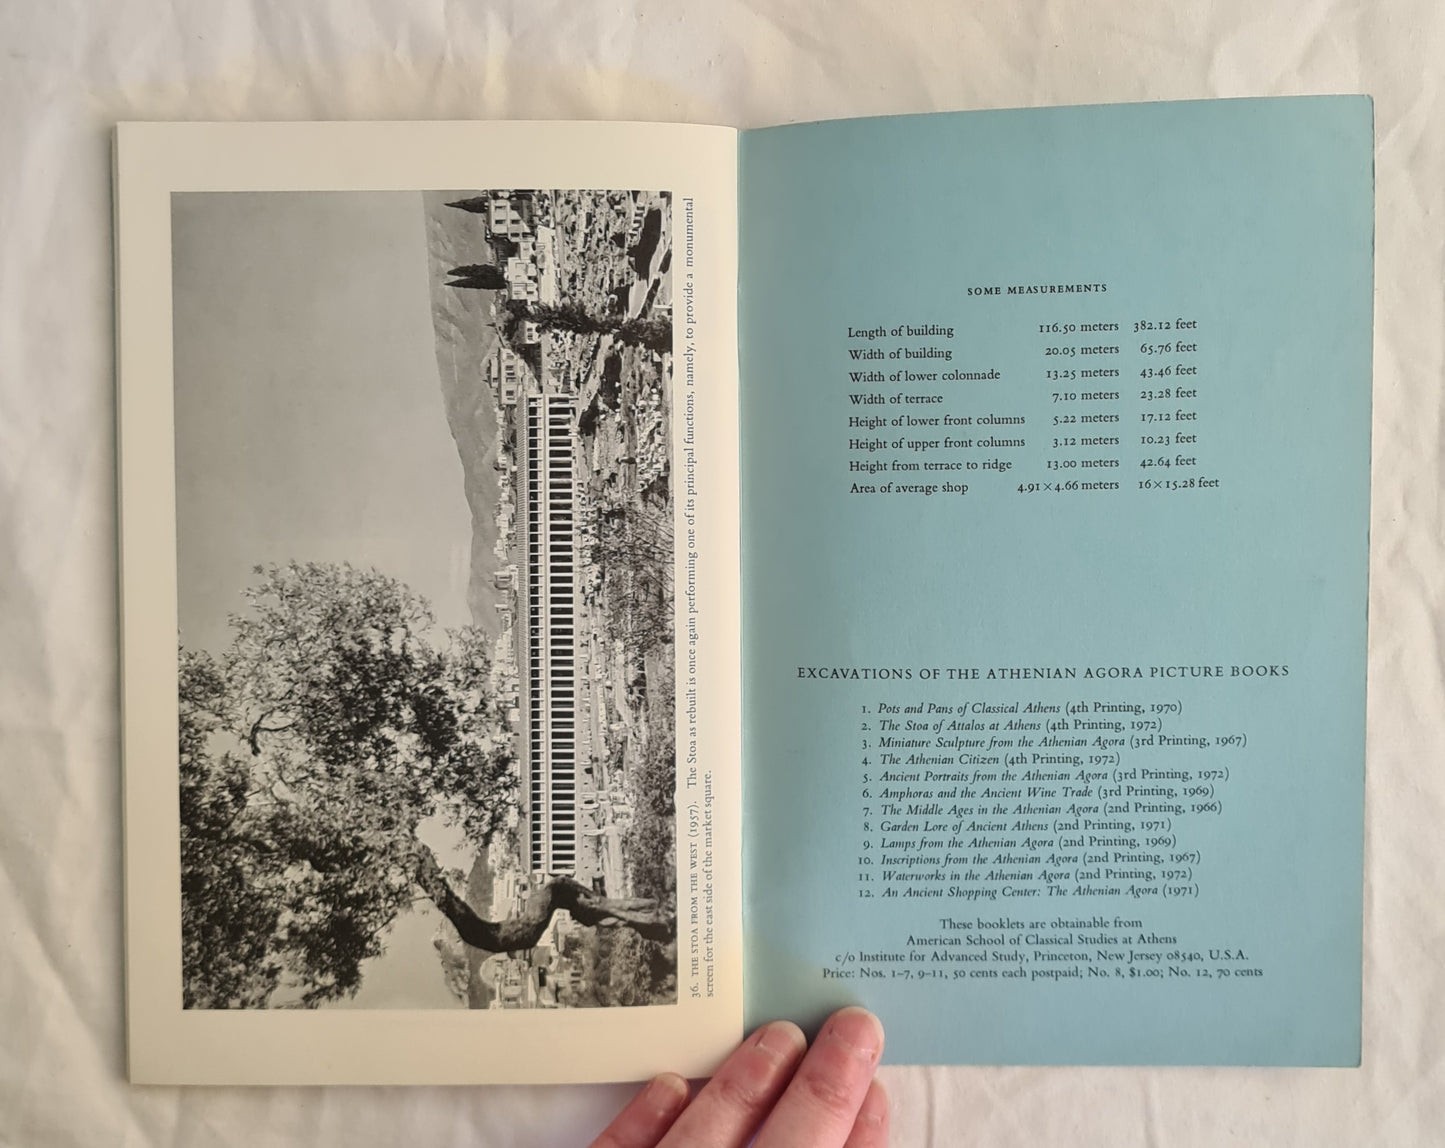 36. THE STOA FROM THE WEST (1957). The Stoa as rebuilt is once again performing one of its principal functions, namely, to provide a monumental
screen for the east side of the market square.
SOME MEASUREMENTS
Length of building 116.50 meters 382.12 feet
Width of building 20.05 meters 65.76 feet
Width of lower colonnade 13.25 meters 43.46 feet
Width of terrace 7.10 meters 23.28 feet
Height of lower front columns 5.22 meters 17.12 feet
Height of upper front columns 3.12 meters 10.23 feet
Height from terrace to ridge 13.00 meters 42.64 feet
Area of average shop 4.91 × 4.66 meters 16 × 15.28 feet
EXCAVATIONS OF THE ATHENIAN AGORA PICTURE BOOKS
1. Pots and Pans of Classical Athens (4th Printing, 1970)
2. The Stoa of Attalos at Athens (4th Printing, 1972)
3. Miniature Sculpture from the Athenian Agora (3rd Printing, 1967)
4. The Athenian Citizen (4th Printing, 1972)
5. Ancient Portraits from the Athenian Agora (3rd Printing, 1972)
6. Amphoras and the Ancient Wine Trade (3rd Printing, 1969)
7. The Middle Ages in the Athenian Agora (2nd Printing, 1966)
8. Garden Lore of Ancient Athens (2nd Printing, 1971)
9. Lamps from the Athenian Agora (2nd Printing, 1969)
10. Inscriptions from the Athenian Agora (2nd Printing, 1967)
11. Waterworks in the Athenian Agora (2nd Printing, 1972)
12. An Ancient Shopping Center: The Athenian Agora (1971)
These booklets are obtainable from
American School of Classical Studies at Athens
c/o Institute for Advanced Study, Princeton, New Jersey 08540, U.S.A.
Price: Nos. 1–7, 9–11, 50 cents each postpaid; No. 8, $1.00; No. 12, 70 cents